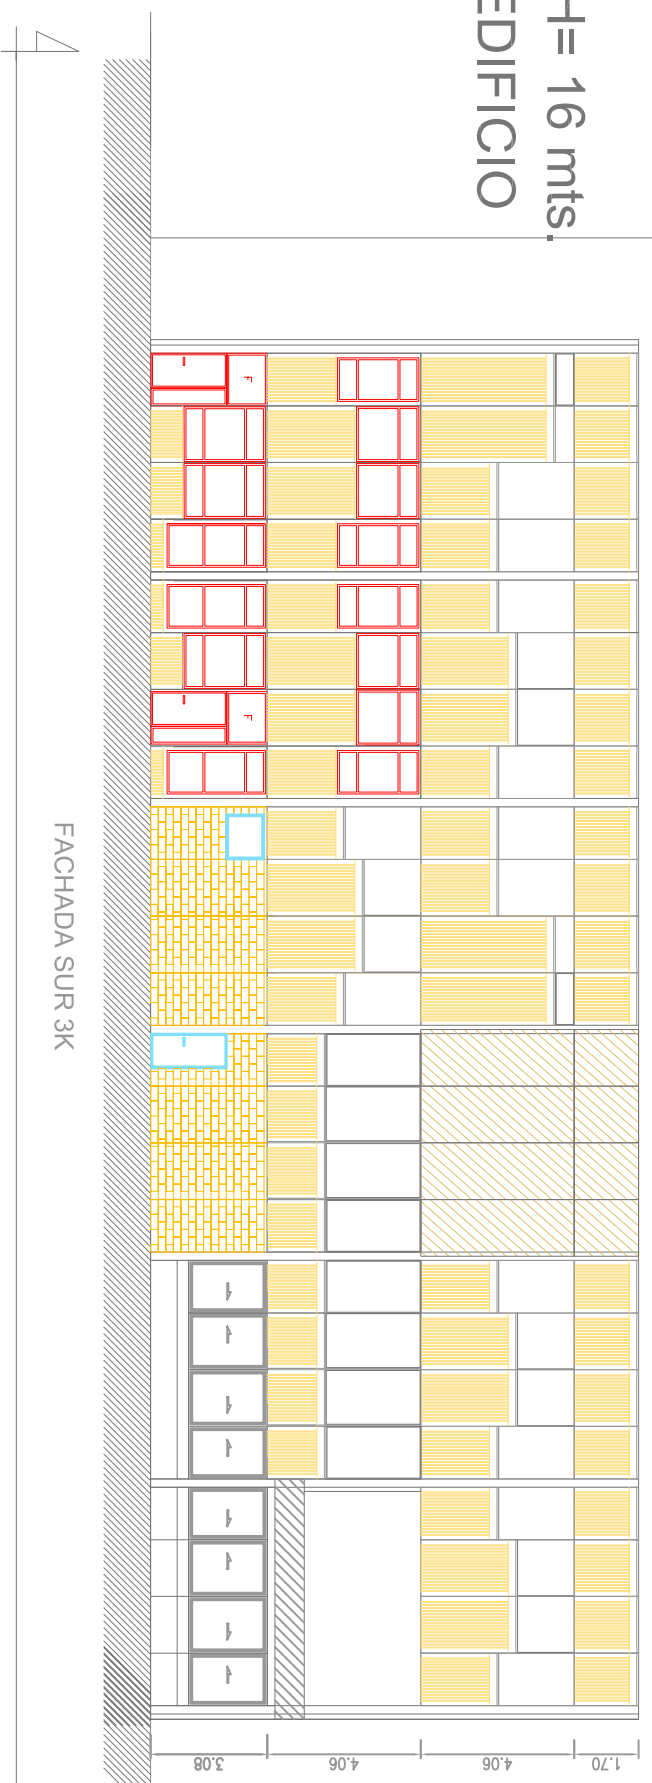 H= 16 mts.
EDIFICIO
FACHADA SUR 3K
3.08
4.06
4.06
1.70